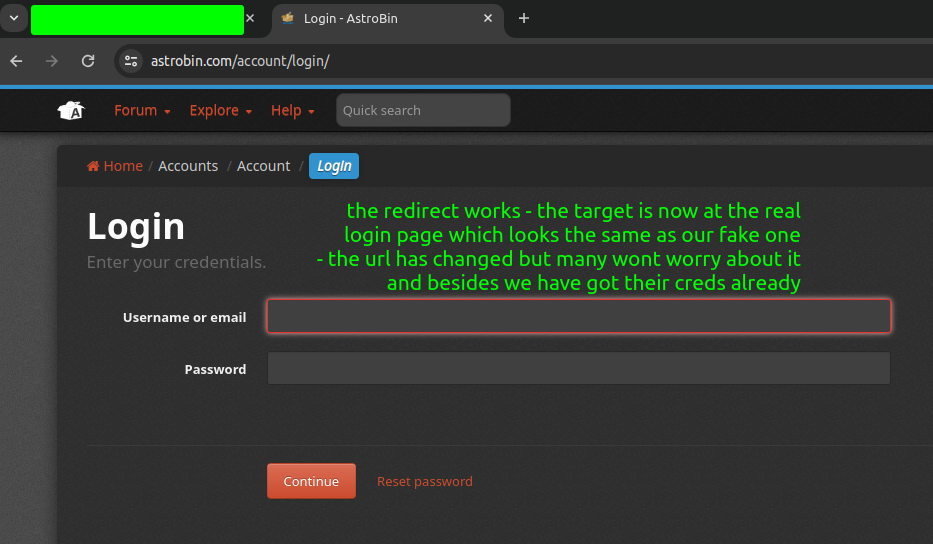 Login - AstroBin
astrobin.com/account/login/
A
Forum
Explore
Help
Quick search
Home / Accounts / Account / Login
Login
Enter your credentials.
the redirect works - the target is now at the real
login page which looks the same as our fake one
- the url has changed but many wont worry about it
and besides we have got their creds already
Username or email
Password
Continue
Reset password